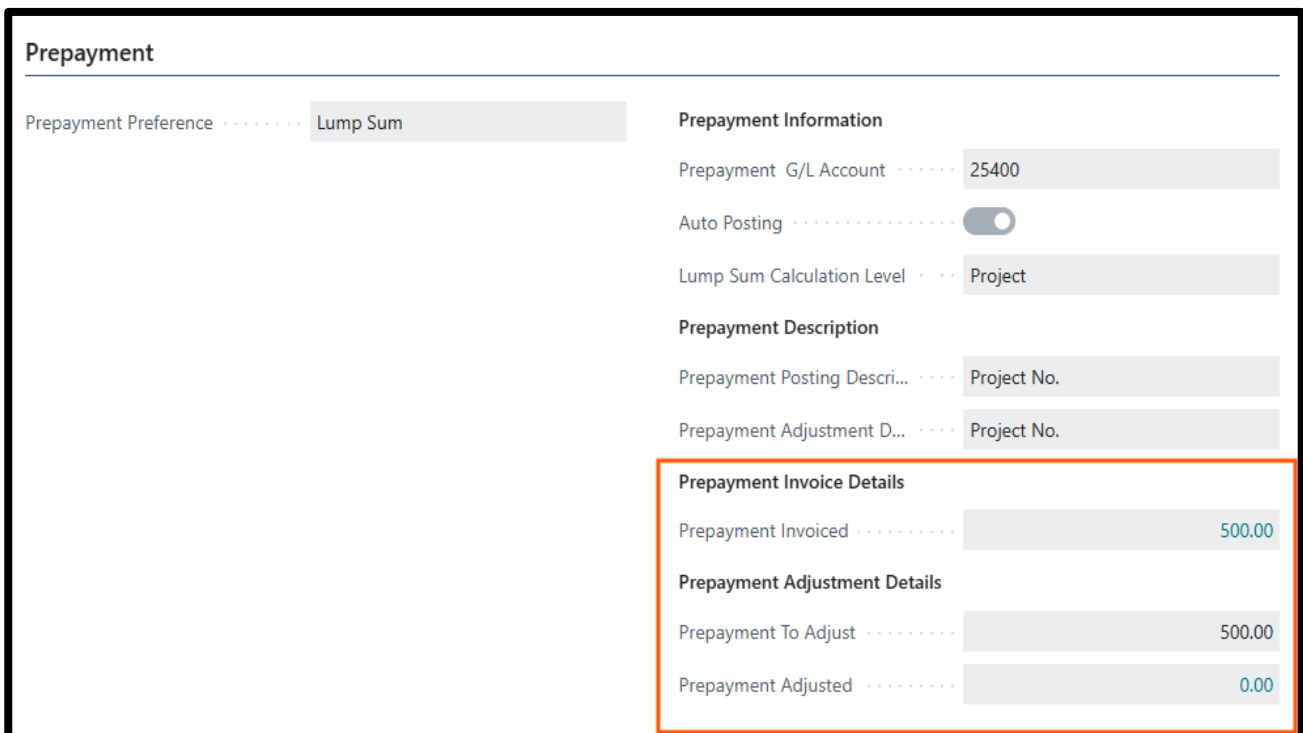 Prepayment
Prepayment Preference Lump Sum
Prepayment Information
Prepayment G/L Account 25400
Auto Posting
Lump Sum Calculation Level Project
Prepayment Description
Prepayment Posting Descri... Project No.
Prepayment Adjustment D... Project No.
Prepayment Invoice Details
Prepayment Invoiced 500.00
Prepayment Adjustment Details
Prepayment To Adjust 500.00
Prepayment Adjusted 0.00